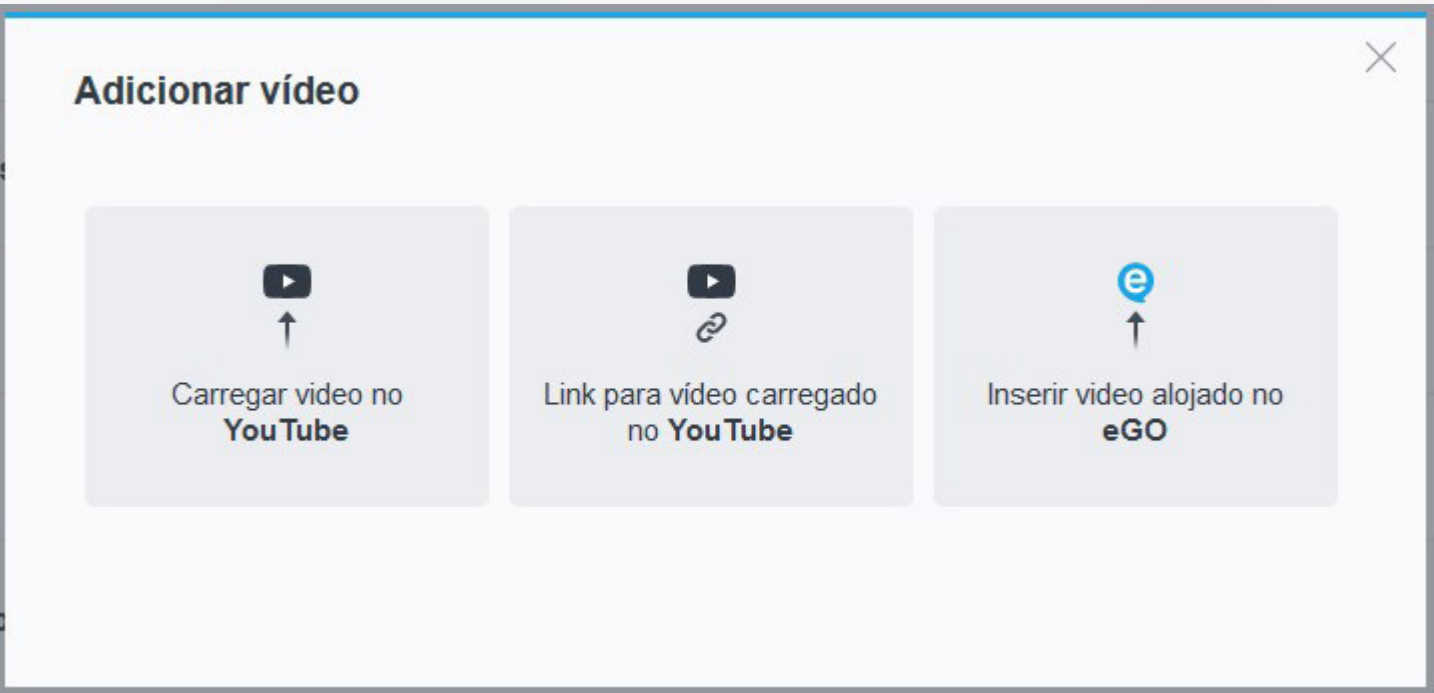 Adicionar vídeo
Carregar video no
YouTube
Link para vídeo carregado
no YouTube
Inserir video alojado no
eGO